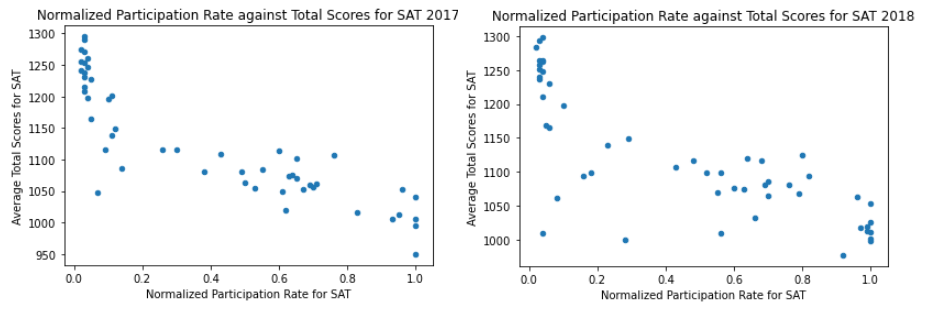 Normalized Participation Rate against Total Scores for SAT 2017
1300
1250
1200
1150
1100
1050
1000
950
Average Total Scores for SAT
0.0 0.2 0.4 0.6 0.8 1.0
Normalized Participation Rate for SAT
Normalized Participation Rate against Total Scores for SAT 2018
1300
1250
1200
1150
1100
1050
1000
Average Total Scores for SAT
0.0 0.2 0.4 0.6 0.8 1.0
Normalized Participation Rate for SAT